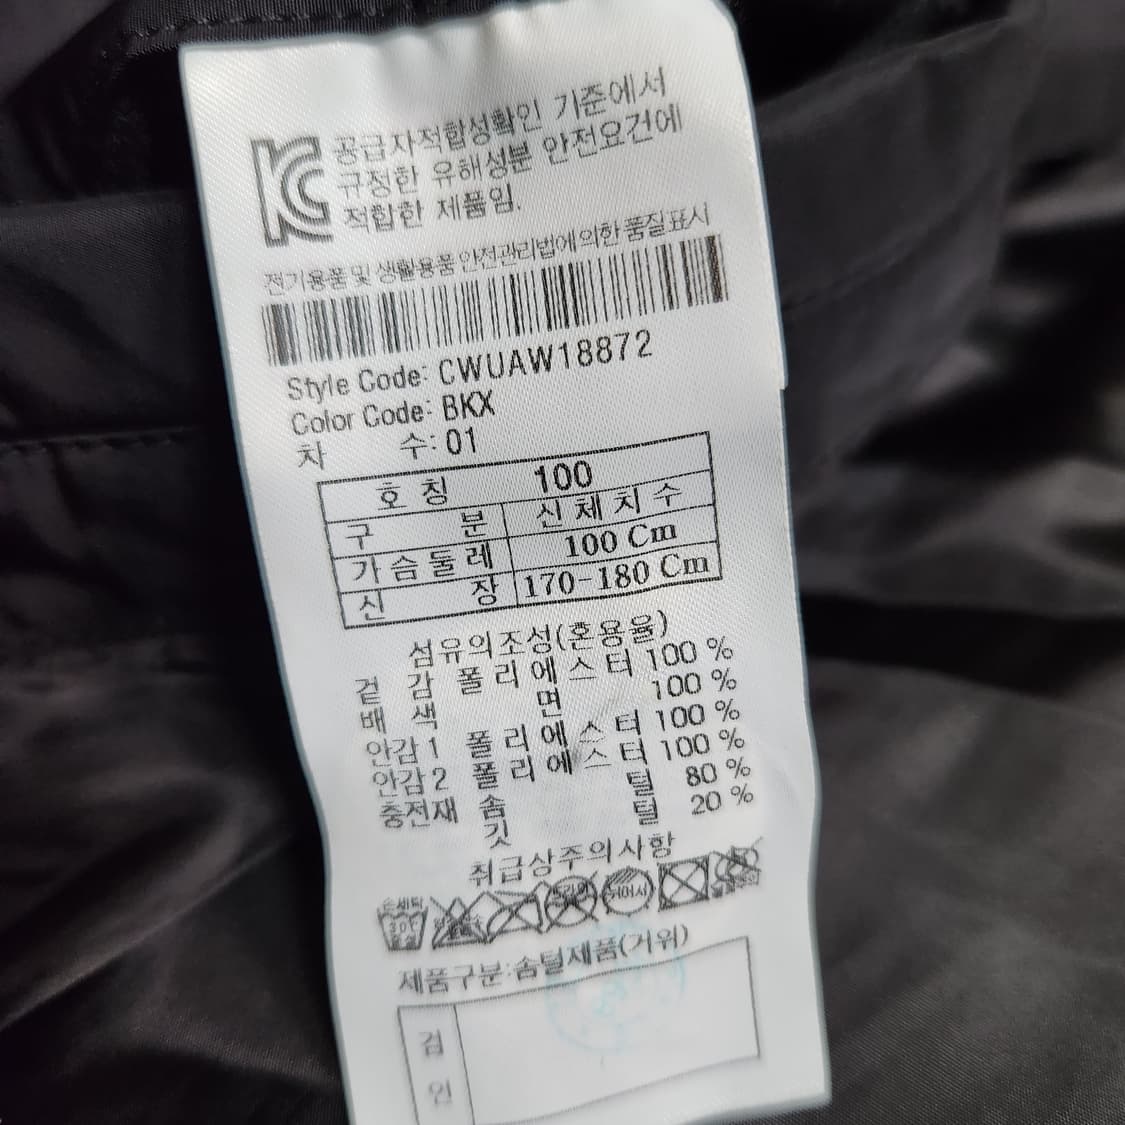 KC 공급자적합성확인 기준에서
규정한 유해성분 안전요건에
적합한 제품임.
전기용품 및 생활용품 안전관리법에 의한 품질표시
Style Code: CWUAW18872
Color Code: BKX
차 수: 01
호 칭 100
구 분 신 체 치 수
가 슴 둘 레 100 Cm
신 장 170-180 Cm
섬유의조성(혼용율)
겉 감 폴 리 에 스 터 100 %
배 색 면 100 %
안감1 폴 리 에 스 터 100 %
안감2 폴 리 에 스 터 100 %
충전재 솜 털 80 %
깃 털 20 %
취급상주의사항
손세탁
30℃
제품구분:솜털제품(거위)
검
인